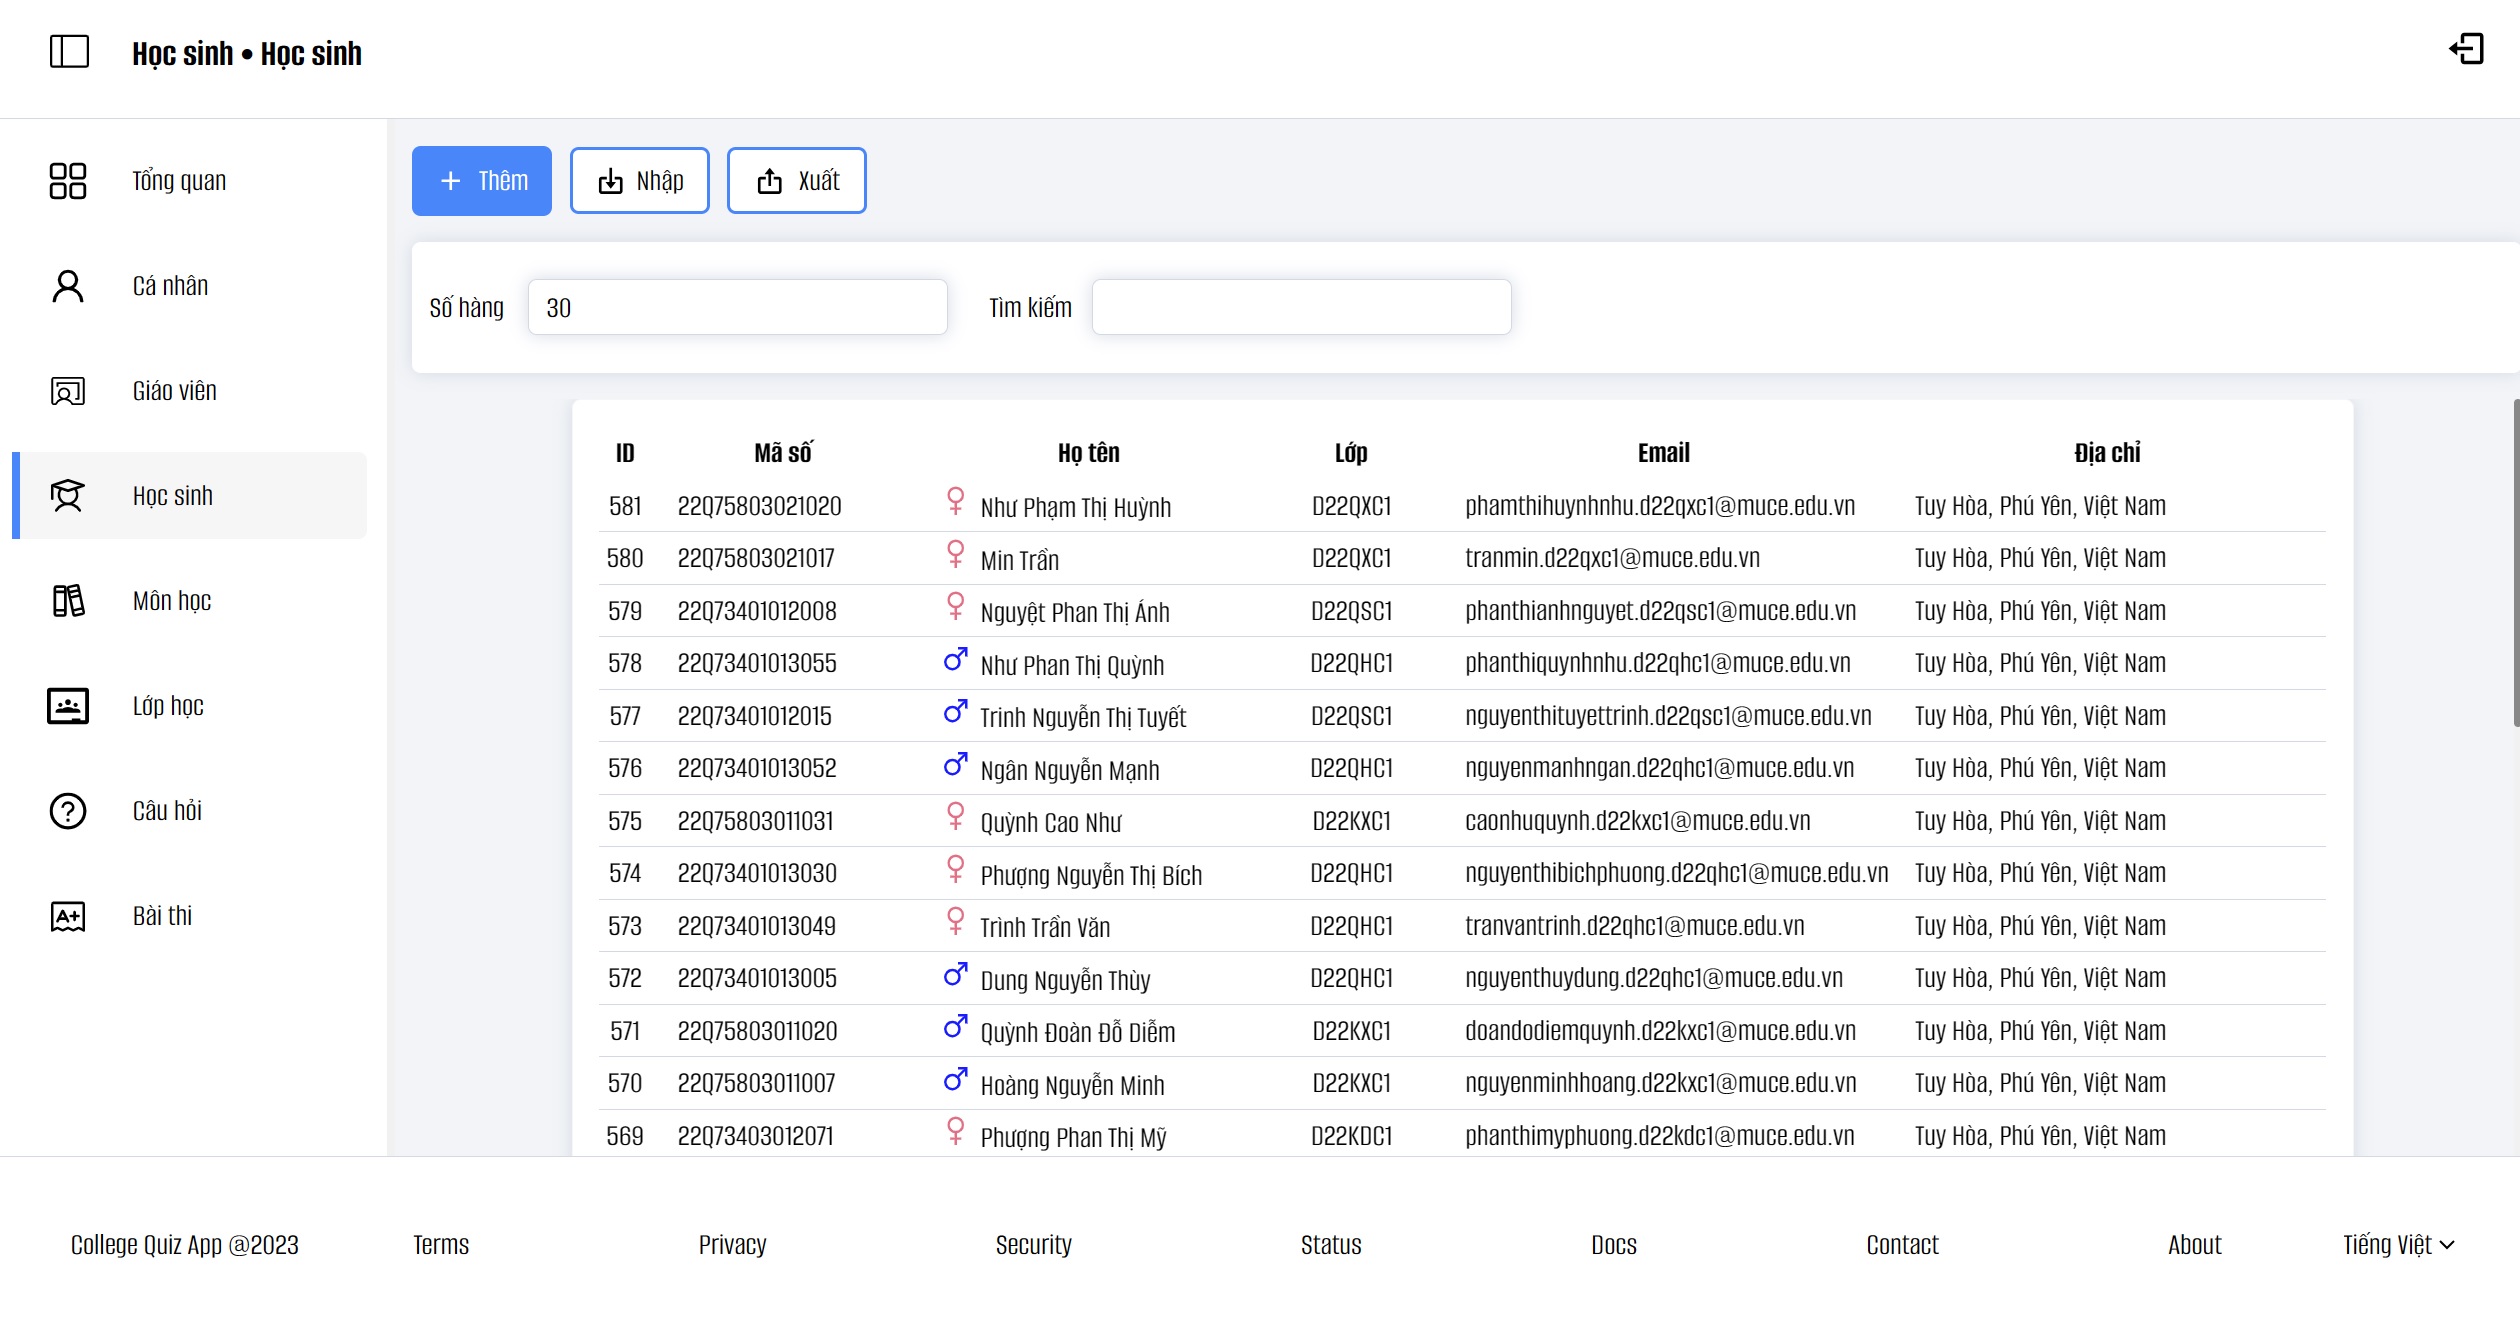 Học sinh • Học sinh
Tổng quan
Cá nhân
Giáo viên
Học sinh
Môn học
Lớp học
Câu hỏi
A+ Bài thi
Thêm Nhập Xuất
Số hàng 30 Tìm kiếm
ID Mã số Họ tên Lớp Email Địa chỉ
581 22Q75803021020 Như Phạm Thị Huỳnh D22QXC1 phamthihuynhnhu.d22qxc1@muce.edu.vn Tuy Hòa, Phú Yên, Việt Nam
580 22Q75803021017 Min Trần D22QXC1 tranmin.d22qxc1@muce.edu.vn Tuy Hòa, Phú Yên, Việt Nam
579 22Q73401012008 Nguyệt Phan Thị Ánh D22QSC1 phanthianhnguyet.d22qsc1@muce.edu.vn Tuy Hòa, Phú Yên, Việt Nam
578 22Q73401013055 Như Phan Thị Quỳnh D22QHC1 phanthiquynhnhu.d22qhc1@muce.edu.vn Tuy Hòa, Phú Yên, Việt Nam
577 22Q73401012015 Trinh Nguyễn Thị Tuyết D22QSC1 nguyenthituyettrinh.d22qsc1@muce.edu.vn Tuy Hòa, Phú Yên, Việt Nam
576 22Q73401013052 Ngân Nguyễn Mạnh D22QHC1 nguyenmanhngan.d22qhc1@muce.edu.vn Tuy Hòa, Phú Yên, Việt Nam
575 22Q75803011031 Quỳnh Cao Như D22KXC1 caonhuquynh.d22kxc1@muce.edu.vn Tuy Hòa, Phú Yên, Việt Nam
574 22Q73401013030 Phượng Nguyễn Thị Bích D22QHC1 nguyenthibichphuong.d22qhc1@muce.edu.vn Tuy Hòa, Phú Yên, Việt Nam
573 22Q73401013049 Trình Trần Văn D22QHC1 tranvantrinh.d22qhc1@muce.edu.vn Tuy Hòa, Phú Yên, Việt Nam
572 22Q73401013005 Dung Nguyễn Thùy D22QHC1 nguyenthuydung.d22qhc1@muce.edu.vn Tuy Hòa, Phú Yên, Việt Nam
571 22Q75803011020 Quỳnh Đoàn Đỗ Diễm D22KXC1 doandodiemquynh.d22kxc1@muce.edu.vn Tuy Hòa, Phú Yên, Việt Nam
570 22Q75803011007 Hoàng Nguyễn Minh D22KXC1 nguyenminhhoang.d22kxc1@muce.edu.vn Tuy Hòa, Phú Yên, Việt Nam
569 22Q73403012071 Phượng Phan Thị Mỹ D22KDC1 phanthimyphuong.d22kdc1@muce.edu.vn Tuy Hòa, Phú Yên, Việt Nam
College Quiz App @2023 Terms Privacy Security Status Docs Contact About Tiếng Việt